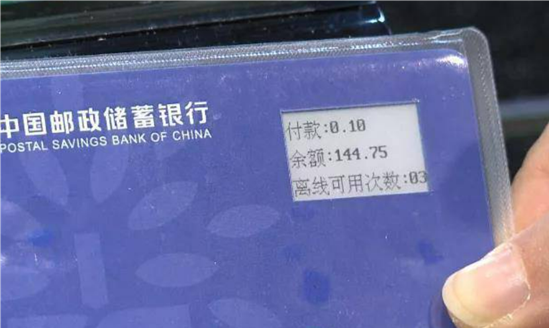 中国邮政储蓄银行
POSTAL SAVINGS BANK OF CHINA
付款:0.10
余额:144.75
离线可用次数:03